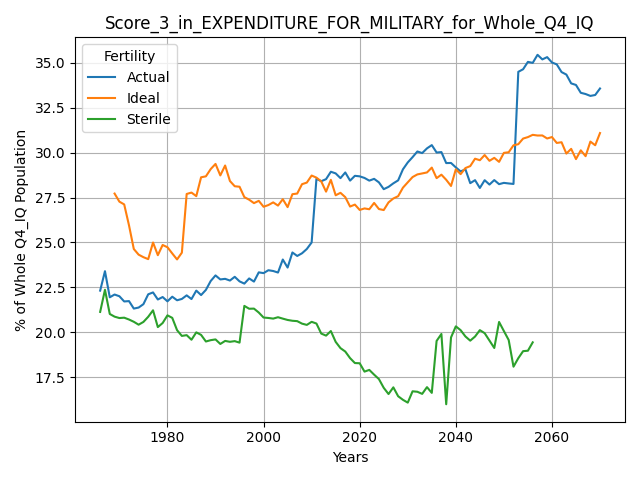 Score_3_in_EXPENDITURE_FOR_MILITARY_for_Whole_Q4_IQ
Fertility
Actual
Ideal
Sterile
% of Whole Q4_IQ Population
35.0
32.5
30.0
27.5
25.0
22.5
20.0
17.5
1980
2000
2020
2040
2060
Years